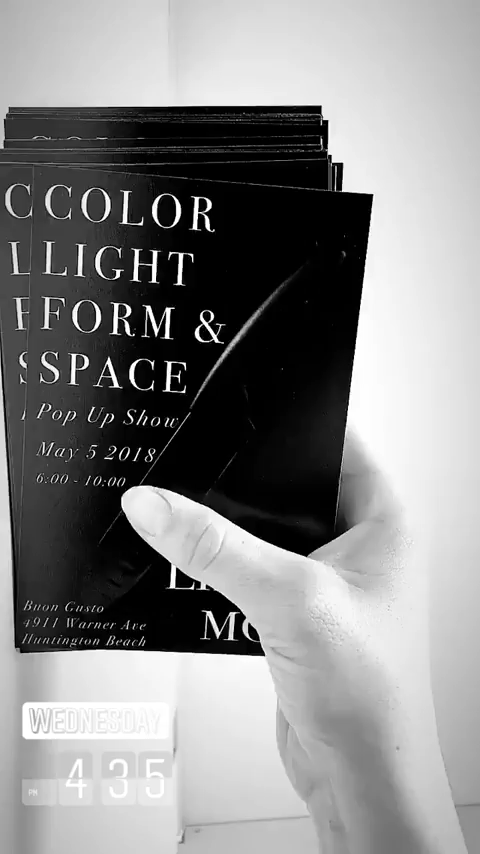 COLOR
LIGHT
FORM &
SPACE
Pop Up Show
May 5 2018
6:00 - 10:00
Buon Gusto
4911 Warner Ave
Huntington Beach
WEDNESDAY
PM 4 35